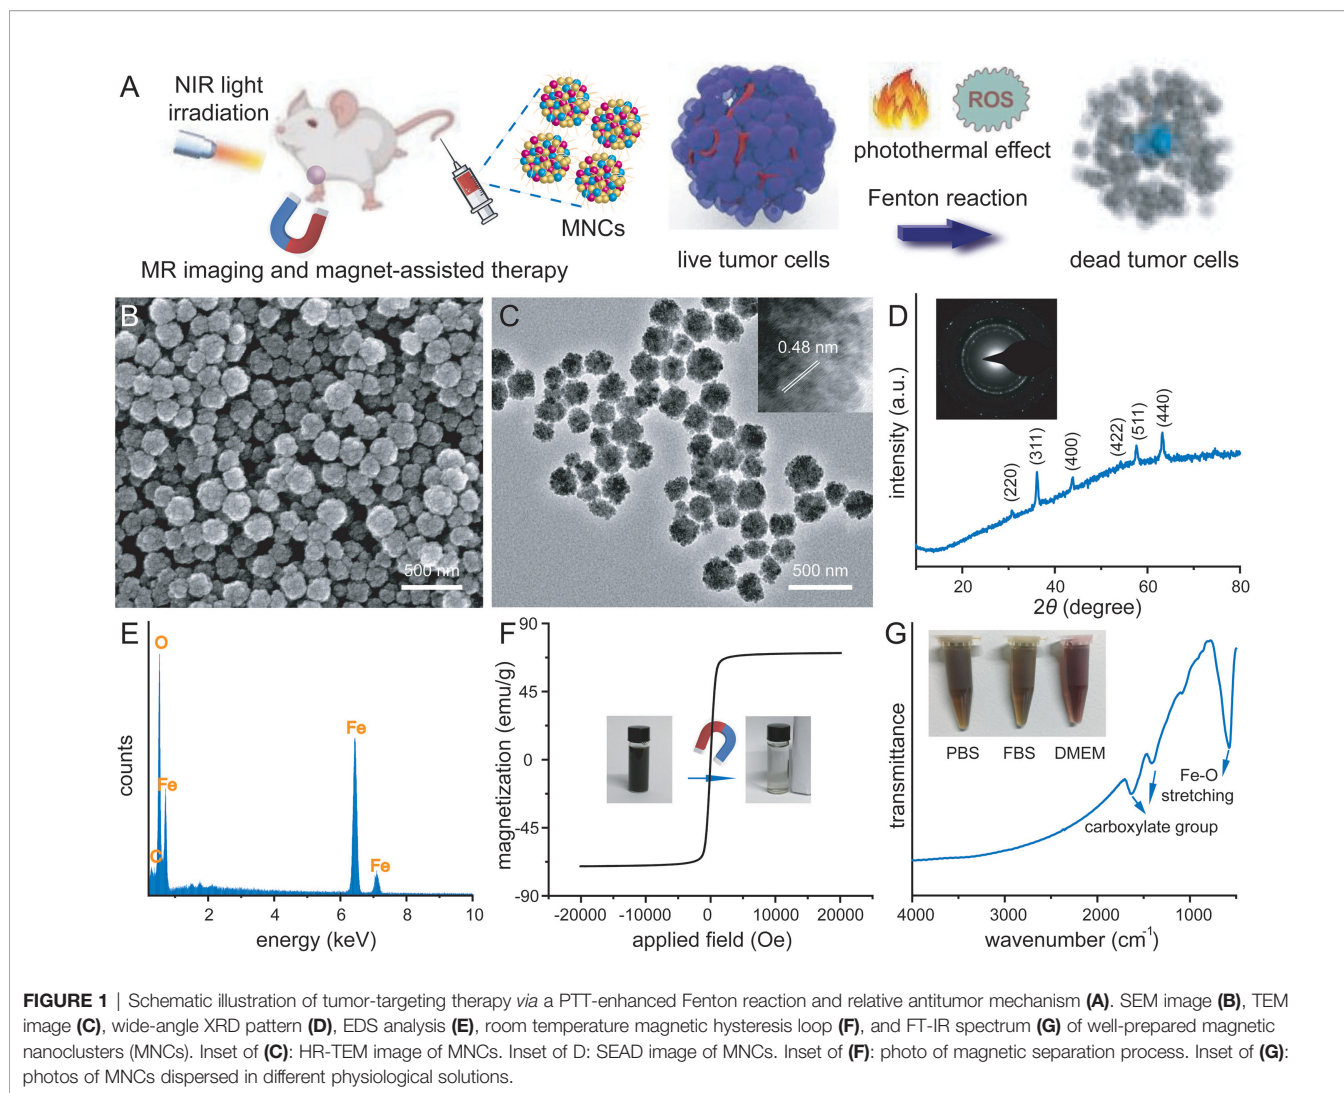 A
NIR light
irradiation
MNCs
MR imaging and magnet-assisted therapy
live tumor cells
ROS
photothermal effect
Fenton reaction
dead tumor cells
B
500 nm
C
0.48 nm
500 nm
D
intensity (a.u.)
(220)
(311)
(400)
(422)
(511)
(440)
20 40 60 80
2θ (degree)
E
counts
O
Fe
C
Fe
Fe
2 4 6 8 10
energy (keV)
F
magnetization (emu/g)
90
45
0
-45
-90
-20000 -10000 0 10000 20000
applied field (Oe)
G
transmittance
PBS FBS DMEM
Fe-O
stretching
carboxylate group
4000 3000 2000 1000
wavenumber (cm⁻¹)
FIGURE 1 | Schematic illustration of tumor-targeting therapy via a PTT-enhanced Fenton reaction and relative antitumor mechanism (A). SEM image (B), TEM
image (C), wide-angle XRD pattern (D), EDS analysis (E), room temperature magnetic hysteresis loop (F), and FT-IR spectrum (G) of well-prepared magnetic
nanoclusters (MNCs). Inset of (C): HR-TEM image of MNCs. Inset of D: SEAD image of MNCs. Inset of (F): photo of magnetic separation process. Inset of (G):
photos of MNCs dispersed in different physiological solutions.